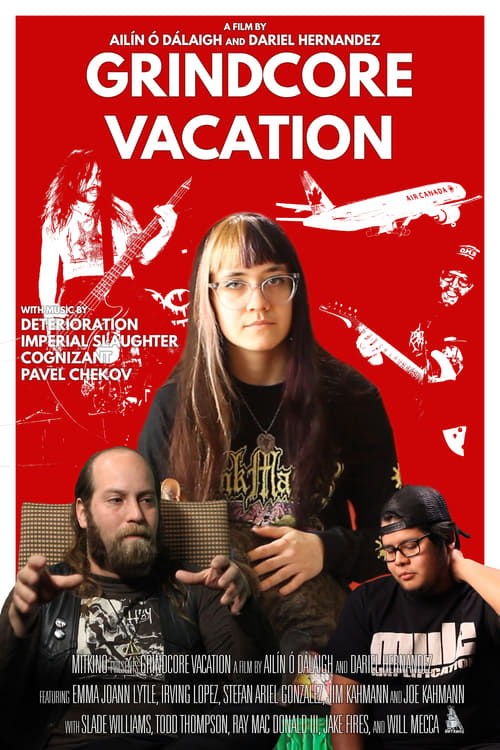 A FILM BY
AILÍN Ó DÁLAIGH AND DARIEL HERNANDEZ
GRINDCORE
VACATION
AIR CANADA
WITH MUSIC BY
DETERIORATION
IMPERIAL SLAUGHTER
COGNIZANT
PAVEL CHEKOV
MITKINO PRESENTS GRINDCORE VACATION A FILM BY AILÍN Ó DÁLAIGH AND DARIEL HERNANDEZ
FEATURING EMMA JOANN LYTLE, IRVING LOPEZ, STEFAN ARIEL GONZALEZ, JIM KAHMANN AND JOE KAHMANN
WITH SLADE WILLIAMS, TODD THOMPSON, RAY MAC DONALD III, JAKE FIRES, AND WILL MECCA